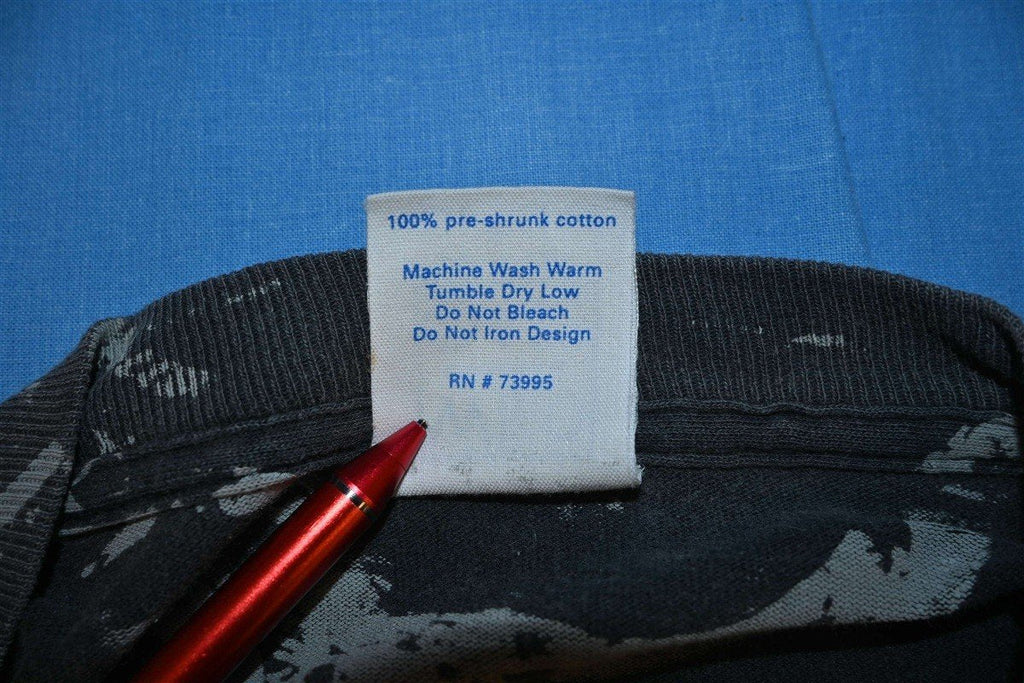 100% pre-shrunk cotton
Machine Wash Warm
Tumble Dry Low
Do Not Bleach
Do Not Iron Design
RN # 73995